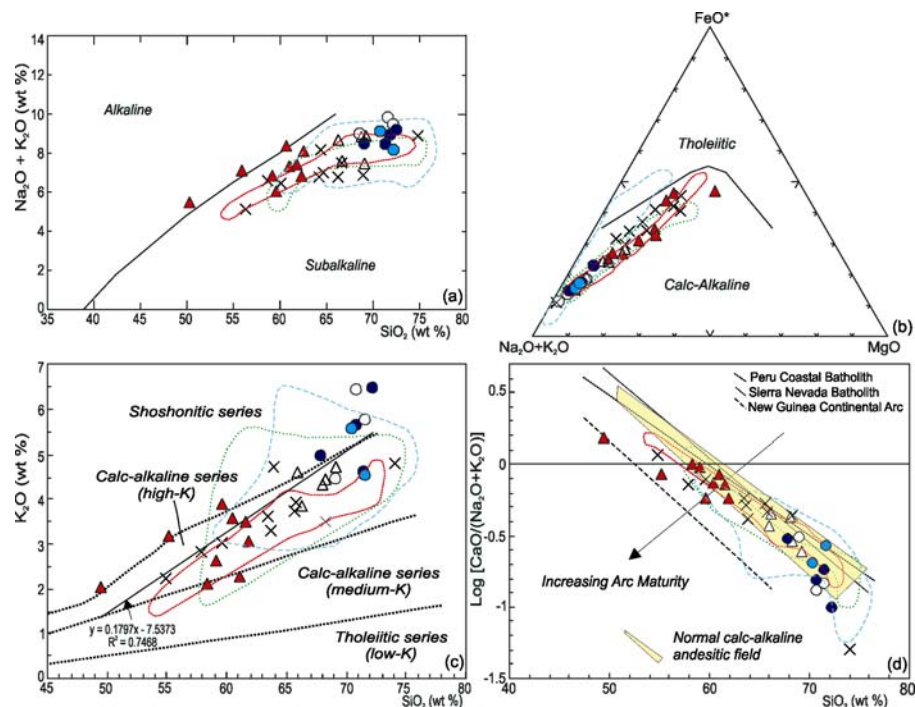 14
12
10
8
6
4
2
0
Na₂O + K₂O (wt %)
Alkaline
Subalkaline
(a)
35
40
45
50
55
60
65
70
75
80
SiO₂ (wt %)
FeO*
Tholeiitic
Calc-Alkaline
(b)
Na₂O+K₂O
MgO
7
6
5
4
3
2
1
0
K₂O (wt %)
Shoshonitic series
Calc-alkaline series
(high-K)
Calc-alkaline series
(medium-K)
y = 0.1797x - 7.5373
R² = 0.7468
Tholeiitic series
(low-K)
(c)
45
50
55
60
65
70
75
80
SiO₂ (wt %)
0.5
0
-0.5
-1.0
-1.5
Log [CaO/(Na₂O+K₂O)]
Peru Coastal Batholith
Sierra Nevada Batholith
New Guinea Continental Arc
Increasing Arc Maturity
Normal calc-alkaline
andesitic field
(d)
40
50
60
70
80
SiO₂ (wt %)